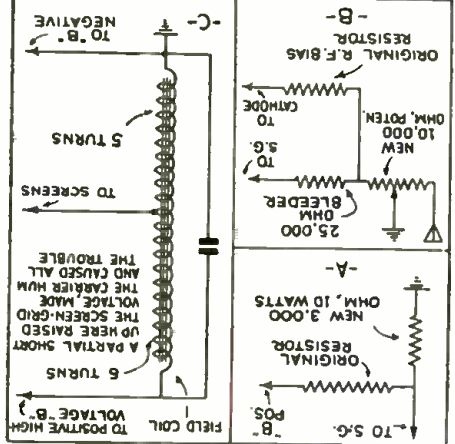 TO S.G.
"B"
POS.
ORIGINAL
RESISTOR
NEW 3,000
OHM, 10 WATTS
-A-
25,000
OHM
BLEEDER
TO
S.G.
NEW
10,000
OHM, POTEN.
TO
CATHODE
ORIGINAL R.F. BIAS
RESISTOR
-B-
FIELD COIL
TO POSITIVE HIGH-
VOLTAGE "B"
TURNS
A PARTIAL SHORT
UP HERE RAISED
THE SCREEN-GRID
VOLTAGE, MADE
THE CARRIER HUM
AND CAUSED ALL
THE TROUBLE
TO SCREENS
5 TURNS
TO "B"
NEGATIVE
-C-